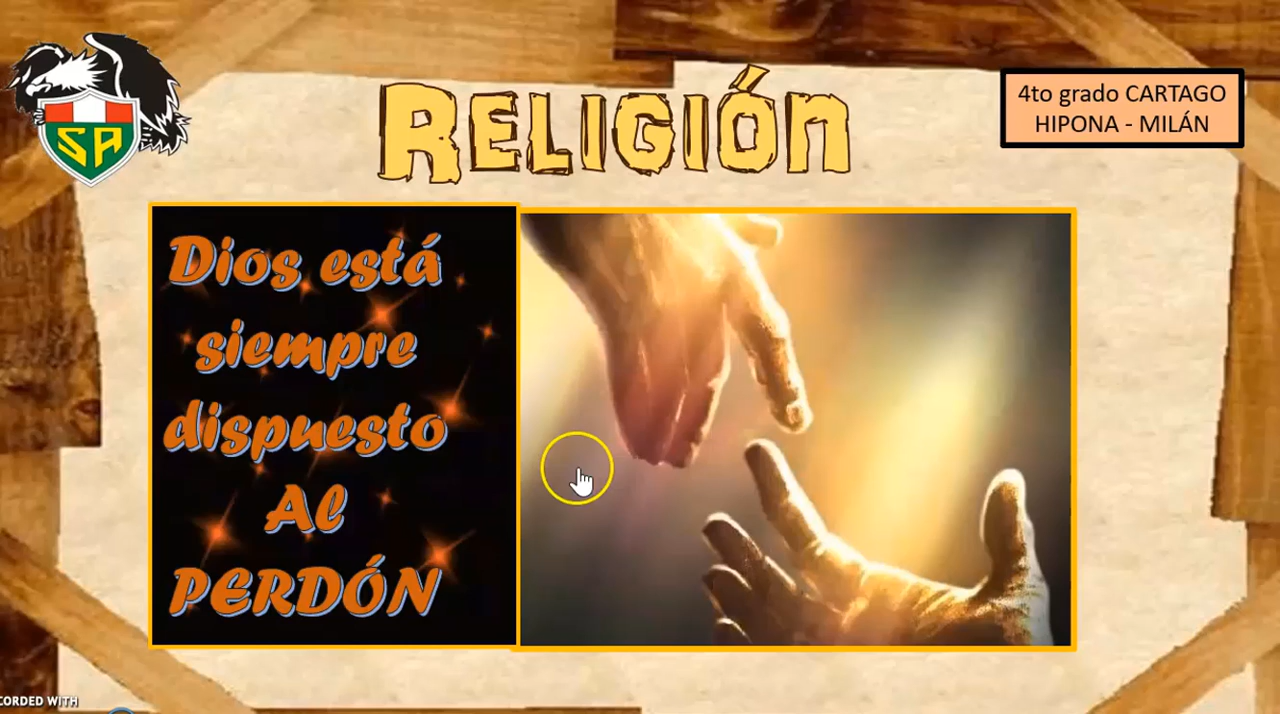 SA
RELIGIÓn
4to grado CARTAGO
HIPONA - MILÁN
Dios está
siempre
dispuesto
Al
PERDÓN
CORDED WITH